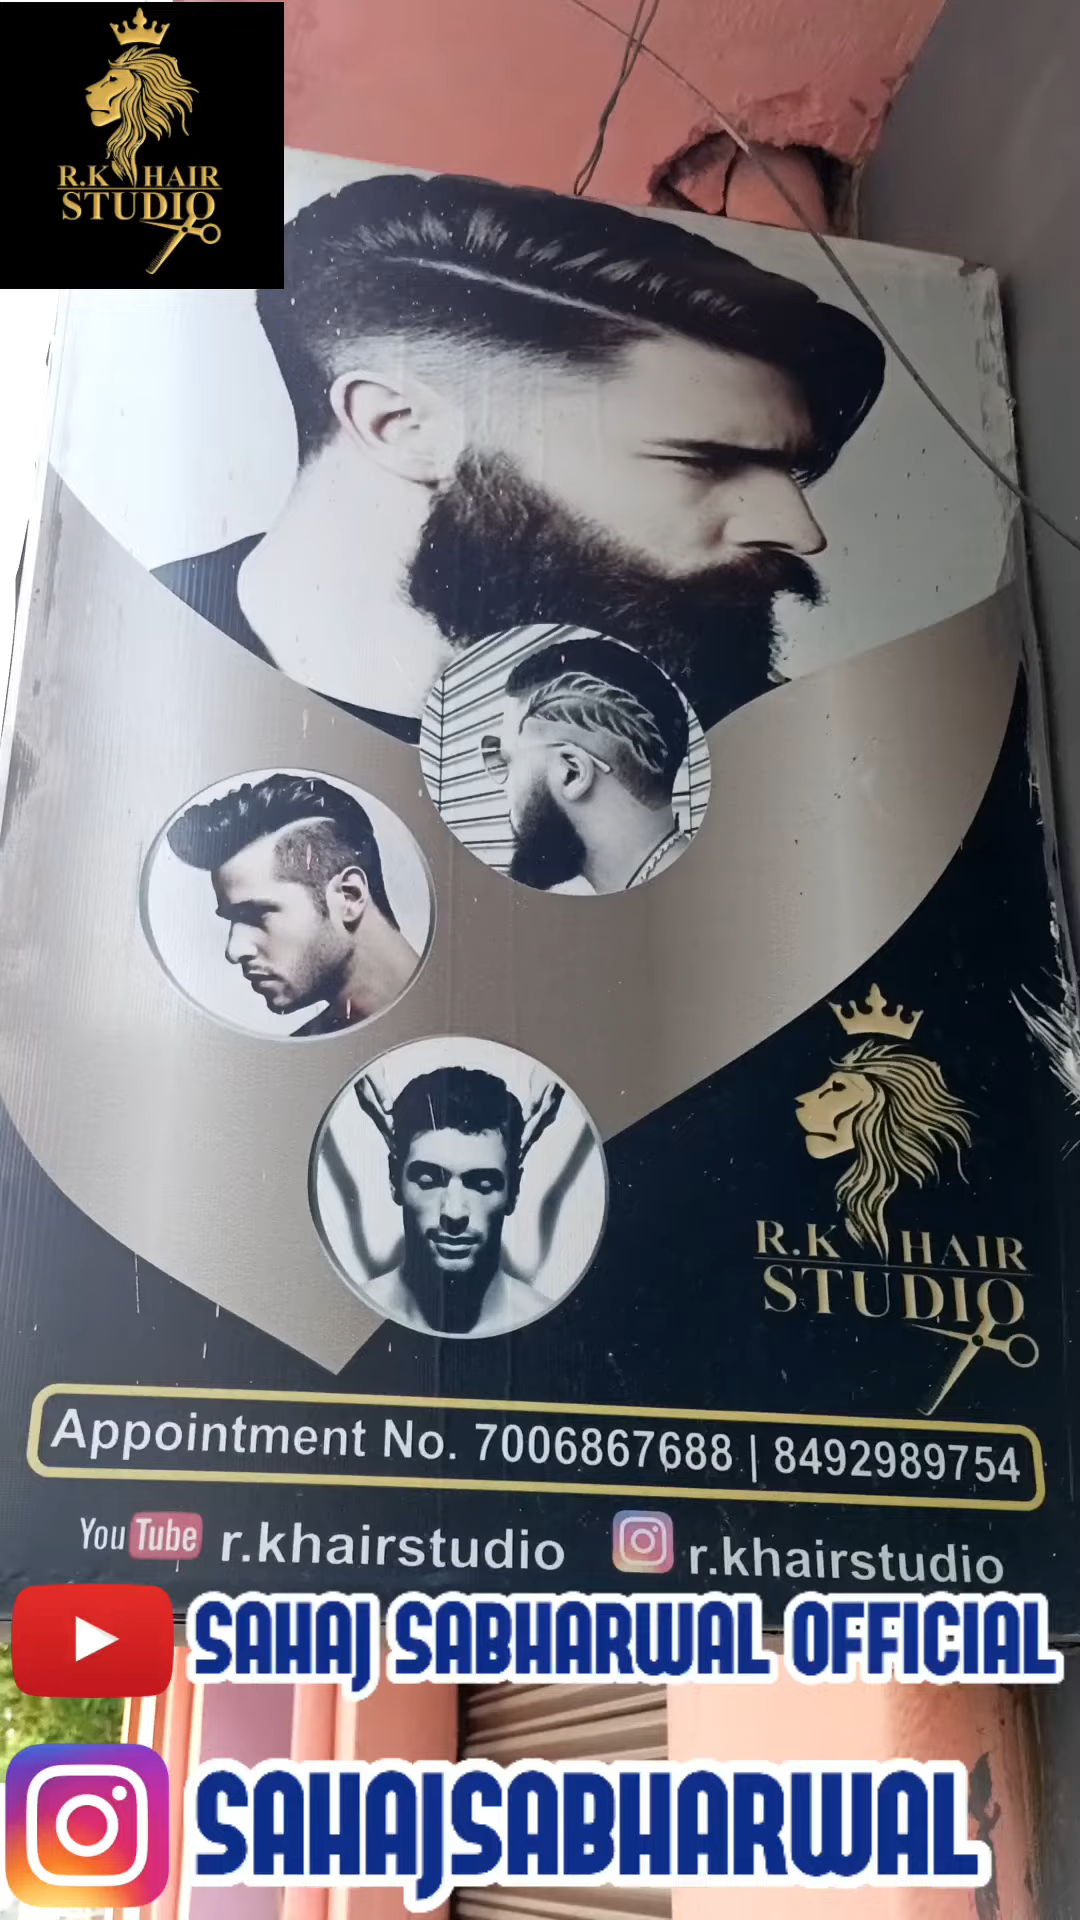 R.K HAIR
STUDIO
R.K HAIR
STUDIO
Appointment No. 7006867688 | 8492989754
YouTube r.khairstudio r.khairstudio
SAHAJ SABHARWAL OFFICIAL
SAHAJSABHARWAL